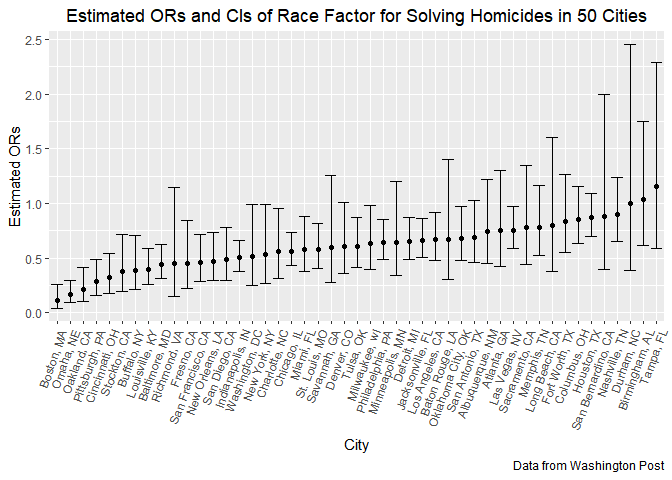 Estimated ORs and CIs of Race Factor for Solving Homicides in 50 Cities
2.5
2.0
1.5
1.0
0.5
0.0
Estimated ORs
Boston, MA
Omaha, NE
Oakland, CA
Pittsburgh, PA
Cincinnati, OH
Stockton, CA
Buffalo, NY
Louisville, KY
Baltimore, MD
Richmond, VA
Fresno, CA
San Francisco, CA
New Orleans, LA
San Diego, CA
Indianapolis, IN
Washington, DC
New York, NY
Charlotte, NC
Chicago, IL
Miami, FL
St. Louis, MO
Savannah, GA
Denver, CO
Tulsa, OK
Milwaukee, wI
Philadelphia, PA
Minneapolis, MN
Detroit, MI
Jacksonville, FL
Los Angeles, CA
Baton Rouge, LA
Oklahoma City, OK
San Antonio, TX
Albuquerque, NM
Atlanta, GA
Las Vegas, NV
Sacramento, CA
Memphis, TN
Long Beach, CA
Fort Worth, TX
Columbus, OH
Houston, TX
San Bernardino, CA
Nashville, TN
Durham, NC
Birmingham, AL
Tampa, FL
City
Data from Washington Post